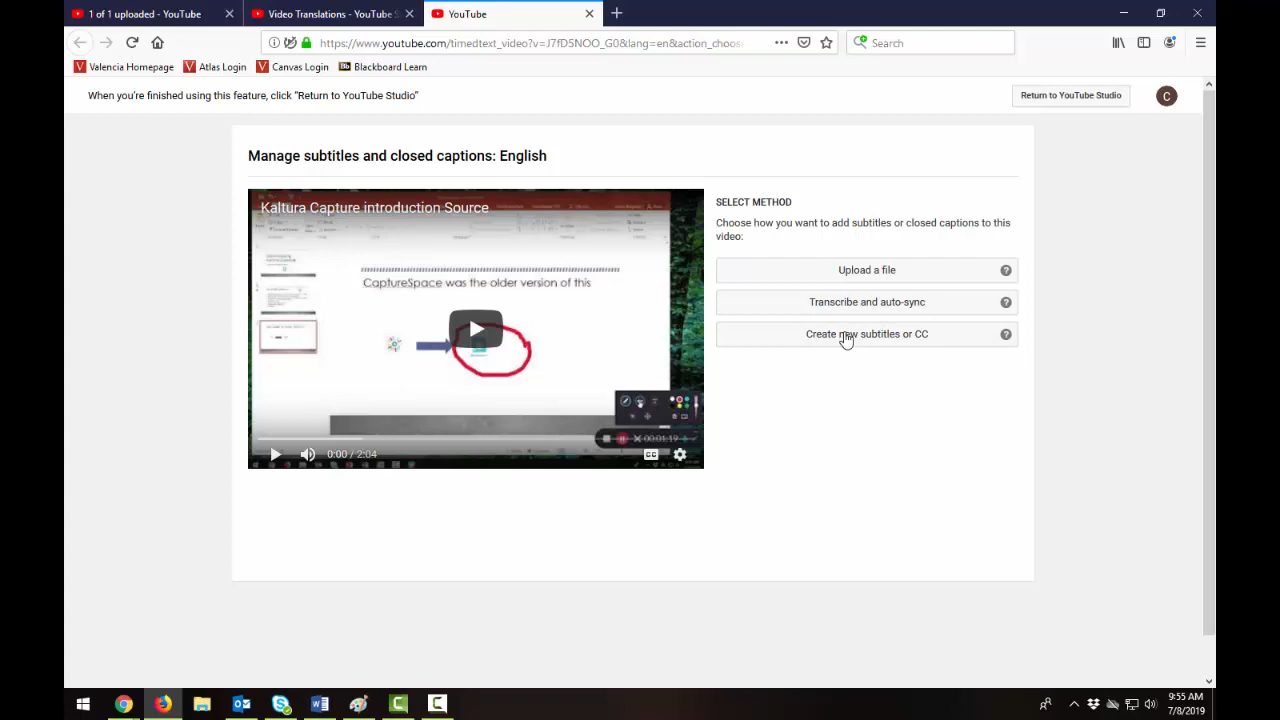 1 of 1 uploaded - YouTube
Video Translations - YouTube S
YouTube
https://www.youtube.com/timedtext_video?v=J7fD5NOO_G0&lang=en&action_choos
Search
Valencia Homepage
Atlas Login
Canvas Login
Bb
Blackboard Learn
When you're finished using this feature, click "Return to YouTube Studio"
Return to YouTube Studio
C
Manage subtitles and closed captions: English
Kaltura Capture introduction Source
CaptureSpace was the older version of this
00:01:19
0:00 / 2:04
CC
SELECT METHOD
Choose how you want to add subtitles or closed captions to this
video:
Upload a file
?
Transcribe and auto-sync
?
Create new subtitles or CC
?
9:55 AM
7/8/2019